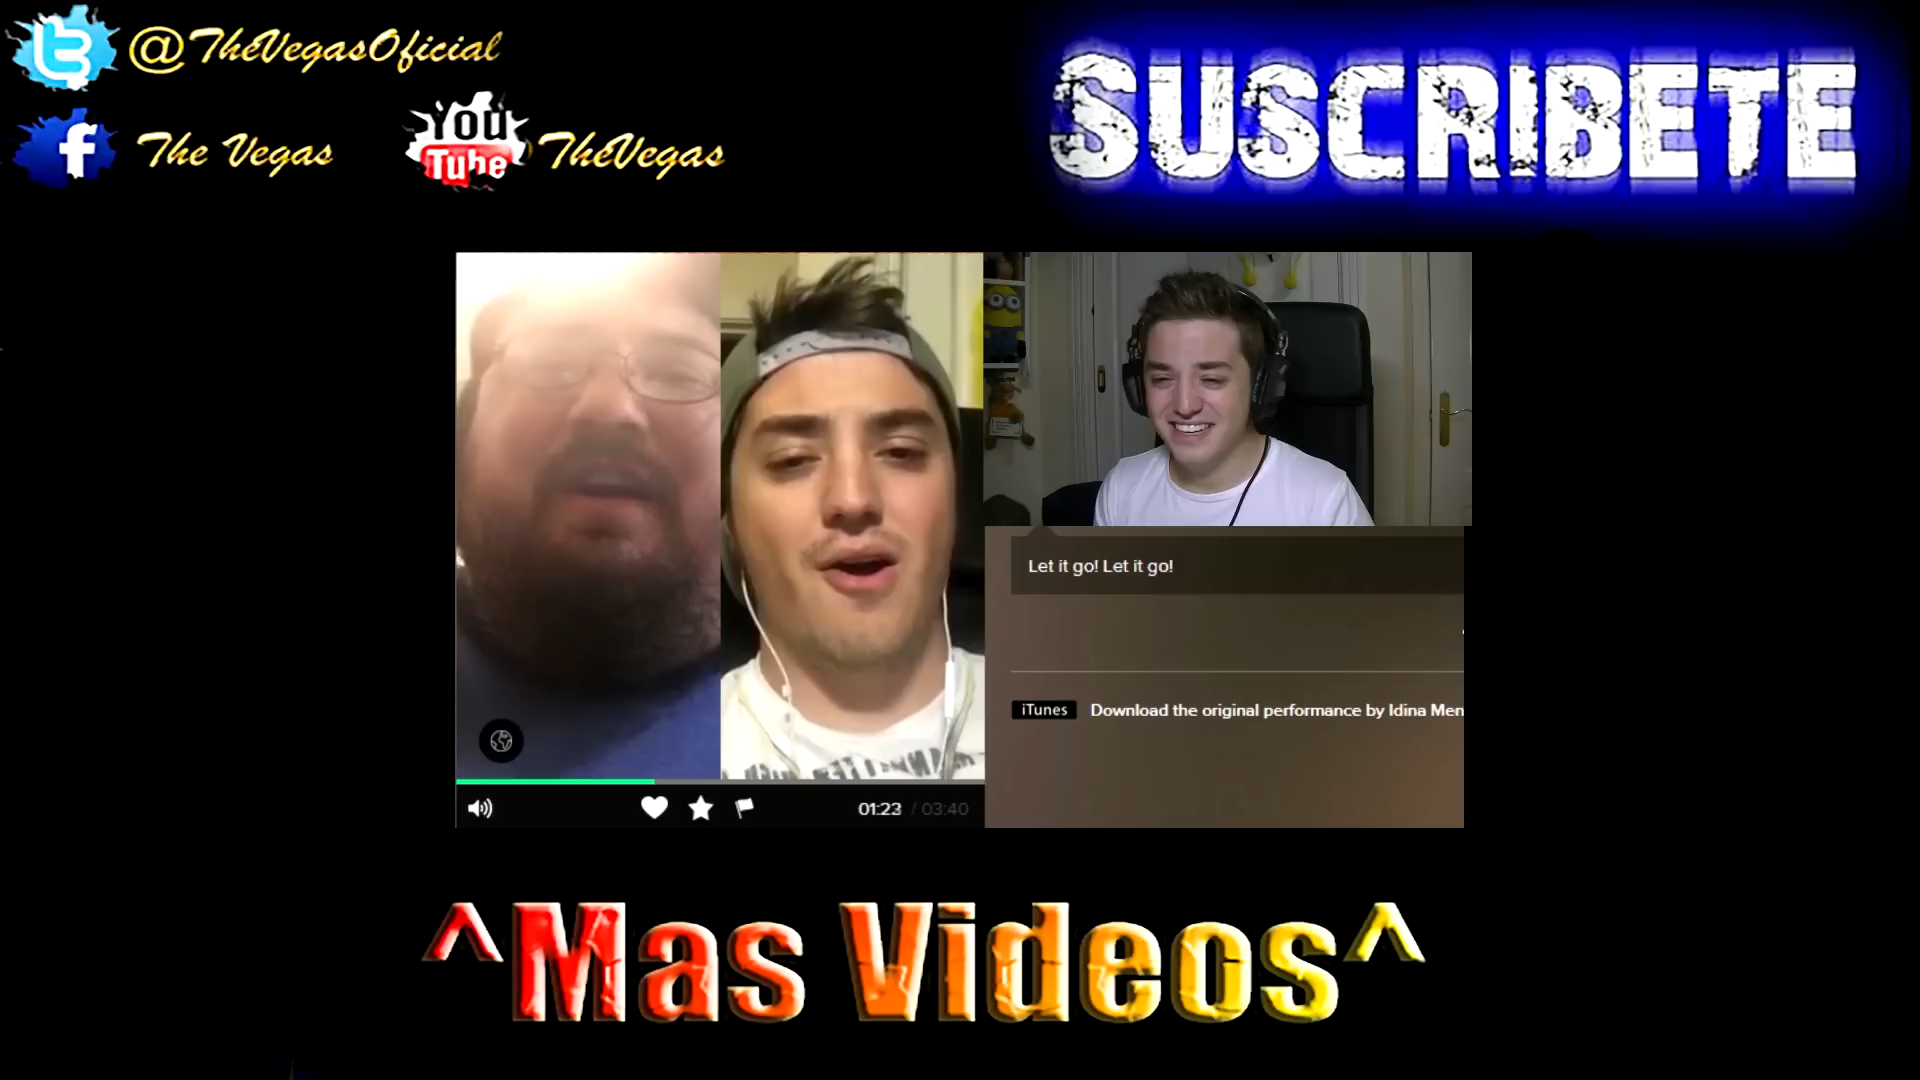 @TheVegasOficial
The Vegas
You Tube TheVegas
SUSCRIBETE
Let it go! Let it go!
iTunes Download the original performance by Idina Men
01:23 / 03:40
^Mas Videos^